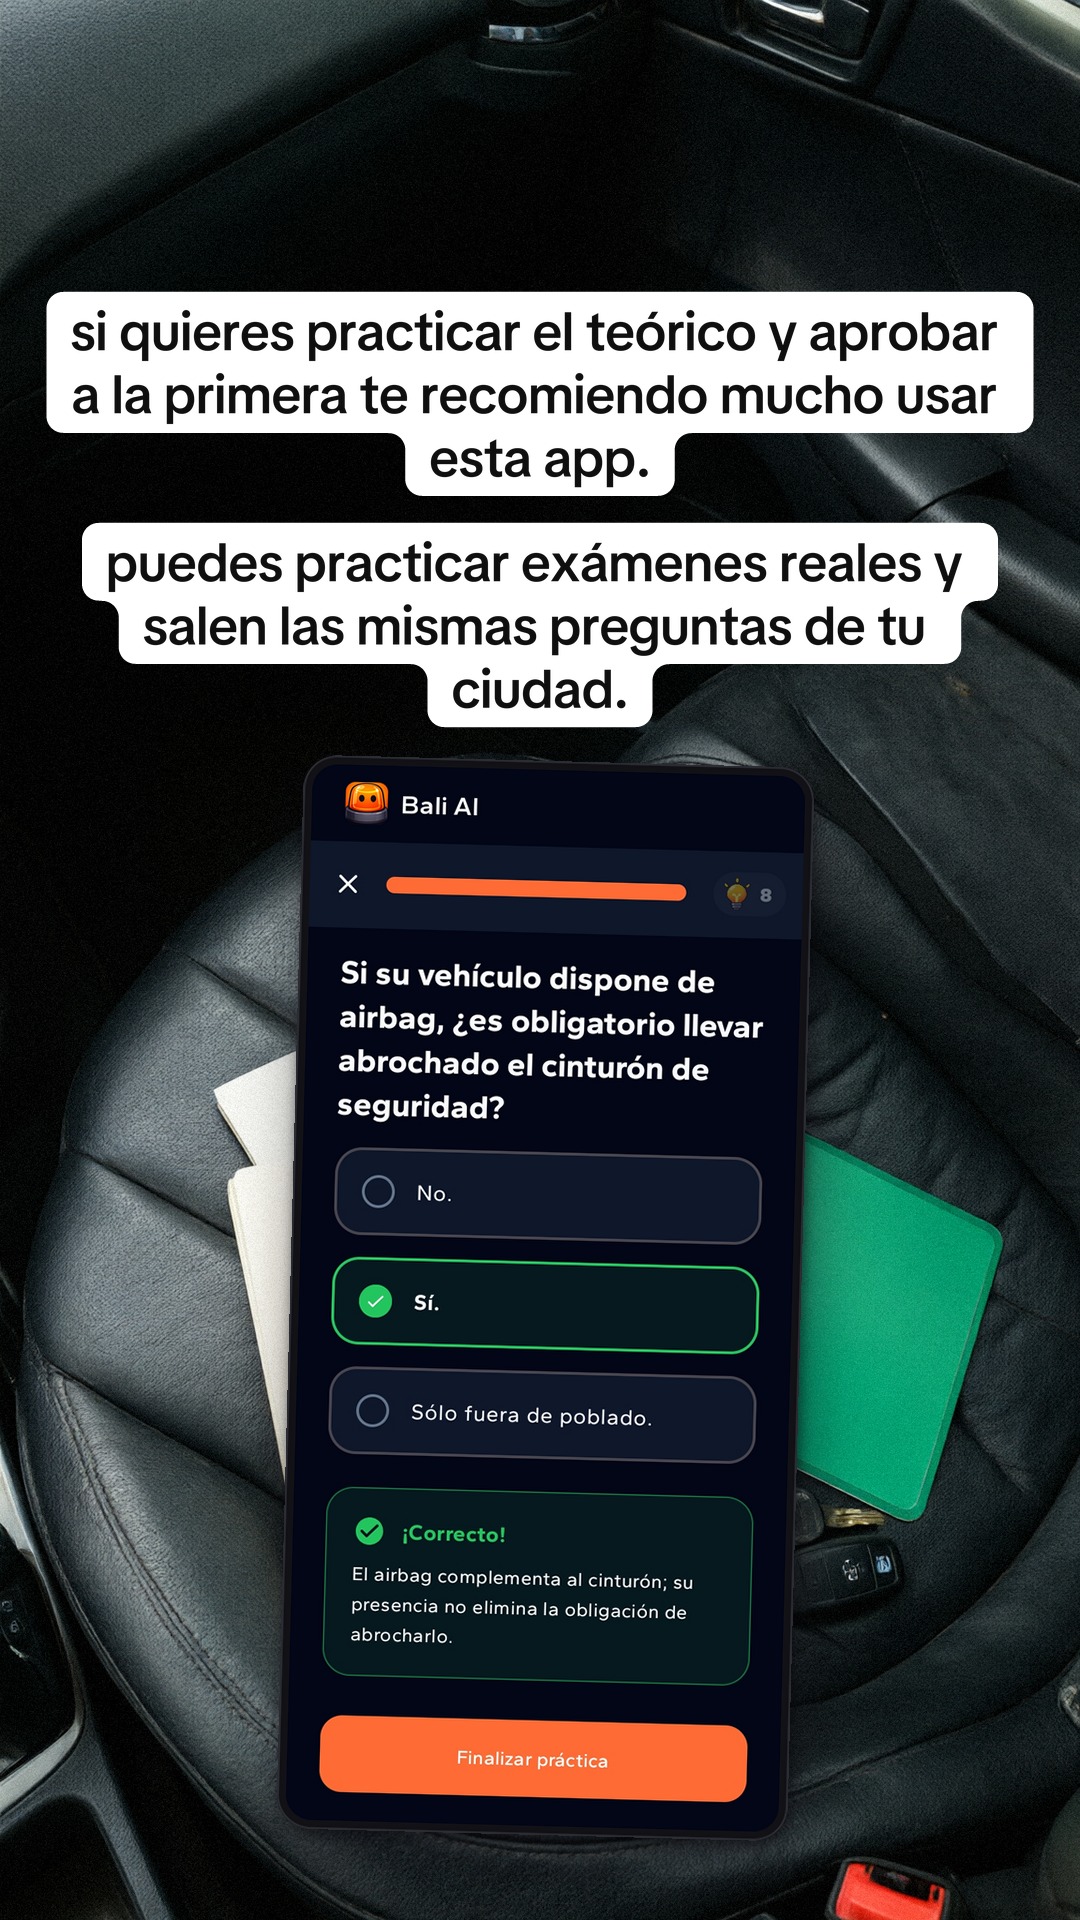 si quieres practicar el teórico y aprobar
a la primera te recomiendo mucho usar
esta app.
puedes practicar exámenes reales y
salen las mismas preguntas de tu
ciudad.
Bali AI
8
Si su vehículo dispone de
airbag, ¿es obligatorio llevar
abrochado el cinturón de
seguridad?
No.
Sí.
Sólo fuera de poblado.
¡Correcto!
El airbag complementa al cinturón; su
presencia no elimina la obligación de
abrocharlo.
Finalizar práctica